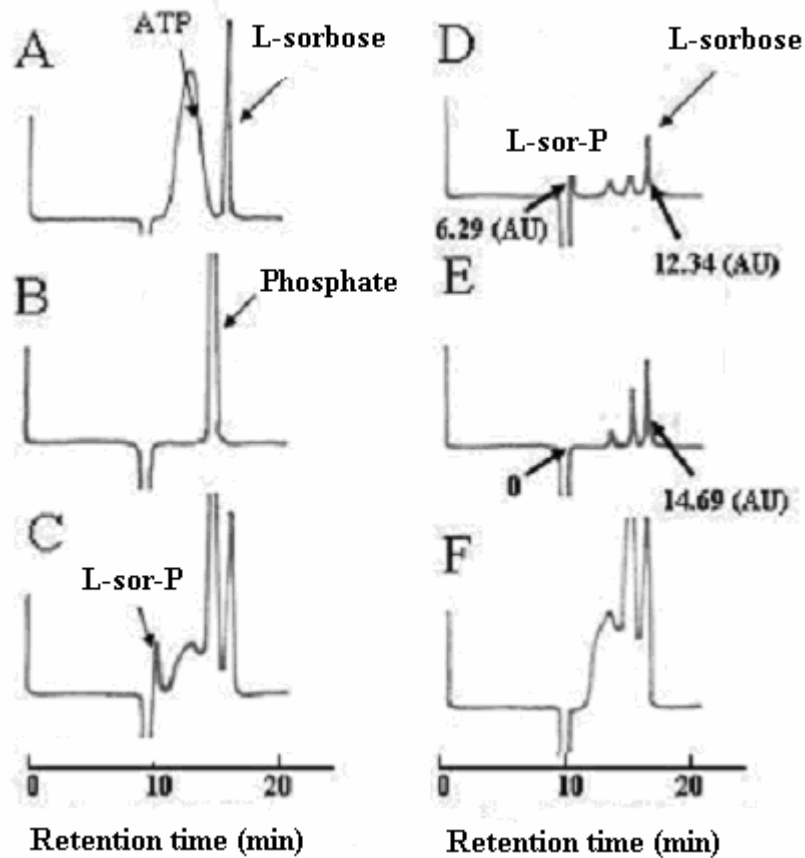 A
ATP
L-sorbose
B
Phosphate
C
L-sor-P
0 10 20
Retention time (min)
D
L-sorbose
L-sor-P
6.29 (AU)
12.34 (AU)
E
0
14.69 (AU)
F
0 10 20
Retention time (min)